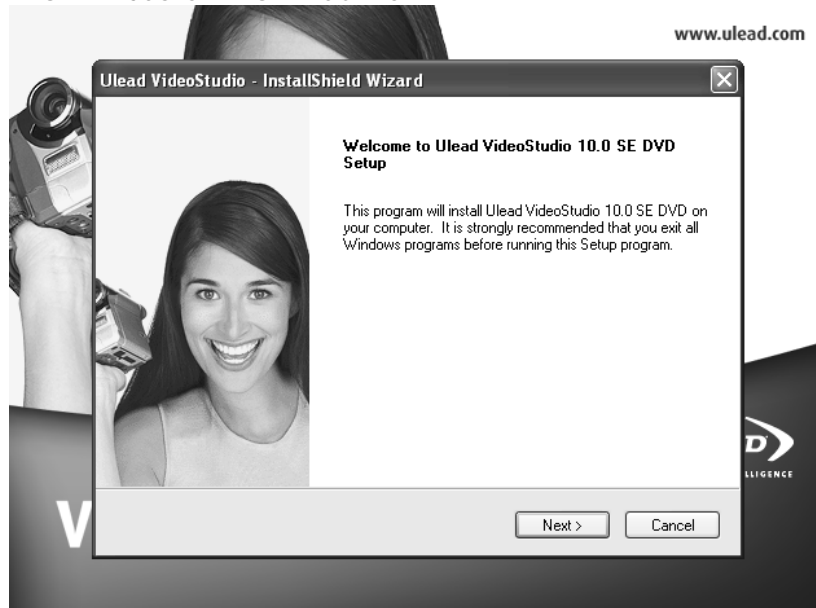 www.ulead.com
Ulead VideoStudio - InstallShield Wizard
Welcome to Ulead VideoStudio 10.0 SE DVD
Setup
This program will install Ulead VideoStudio 10.0 SE DVD on
your computer. It is strongly recommended that you exit all
Windows programs before running this Setup program.
D
LLIGENCE
V
Next >
Cancel